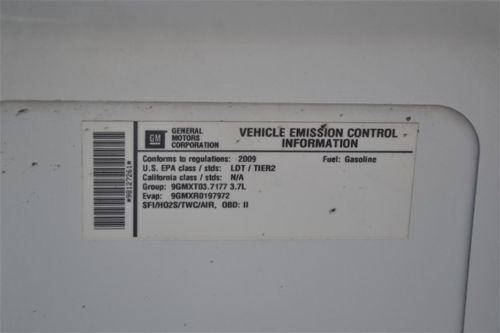 GM
GENERAL
MOTORS
CORPORATION
VEHICLE EMISSION CONTROL
INFORMATION
Conforms to regulations: 2009 Fuel: Gasoline
U.S. EPA class / stds: LDT / TIER2
California class / stds: N/A
Group: 9GMXT03.7177 3.7L
Evap: 9GMXR0197972
SFI/HO2S/TWC/AIR, OBD: II
*90127261*